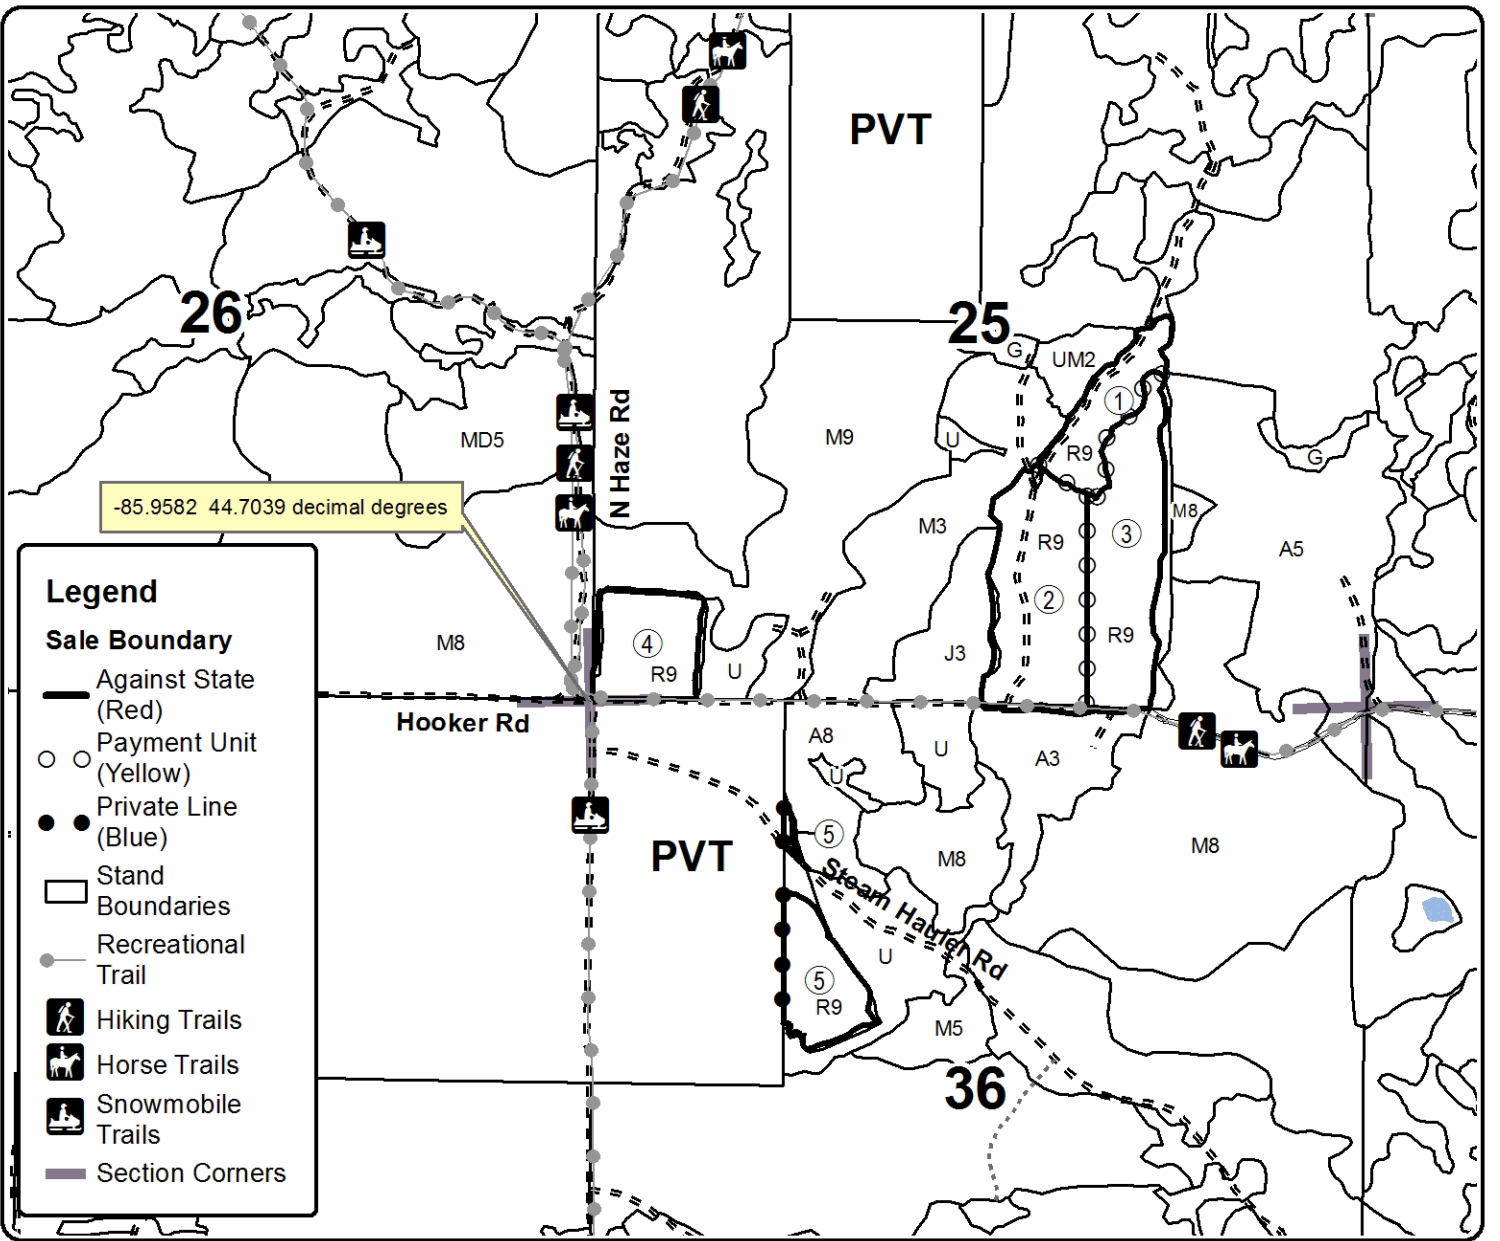 PVT
26
25
G
UM2
1
MD5
N Haze Rd
M9
U
R9
G
-85.9582 44.7039 decimal degrees
M3
R9
3
M8
A5
2
M8
4
R9
U
J3
R9
Hooker Rd
A8
U
U
A3
5
PVT
M8
M8
Steam Hauler Rd
U
5
R9
M5
36
Legend
Sale Boundary
Against State
(Red)
Payment Unit
(Yellow)
Private Line
(Blue)
Stand
Boundaries
Recreational
Trail
Hiking Trails
Horse Trails
Snowmobile
Trails
Section Corners